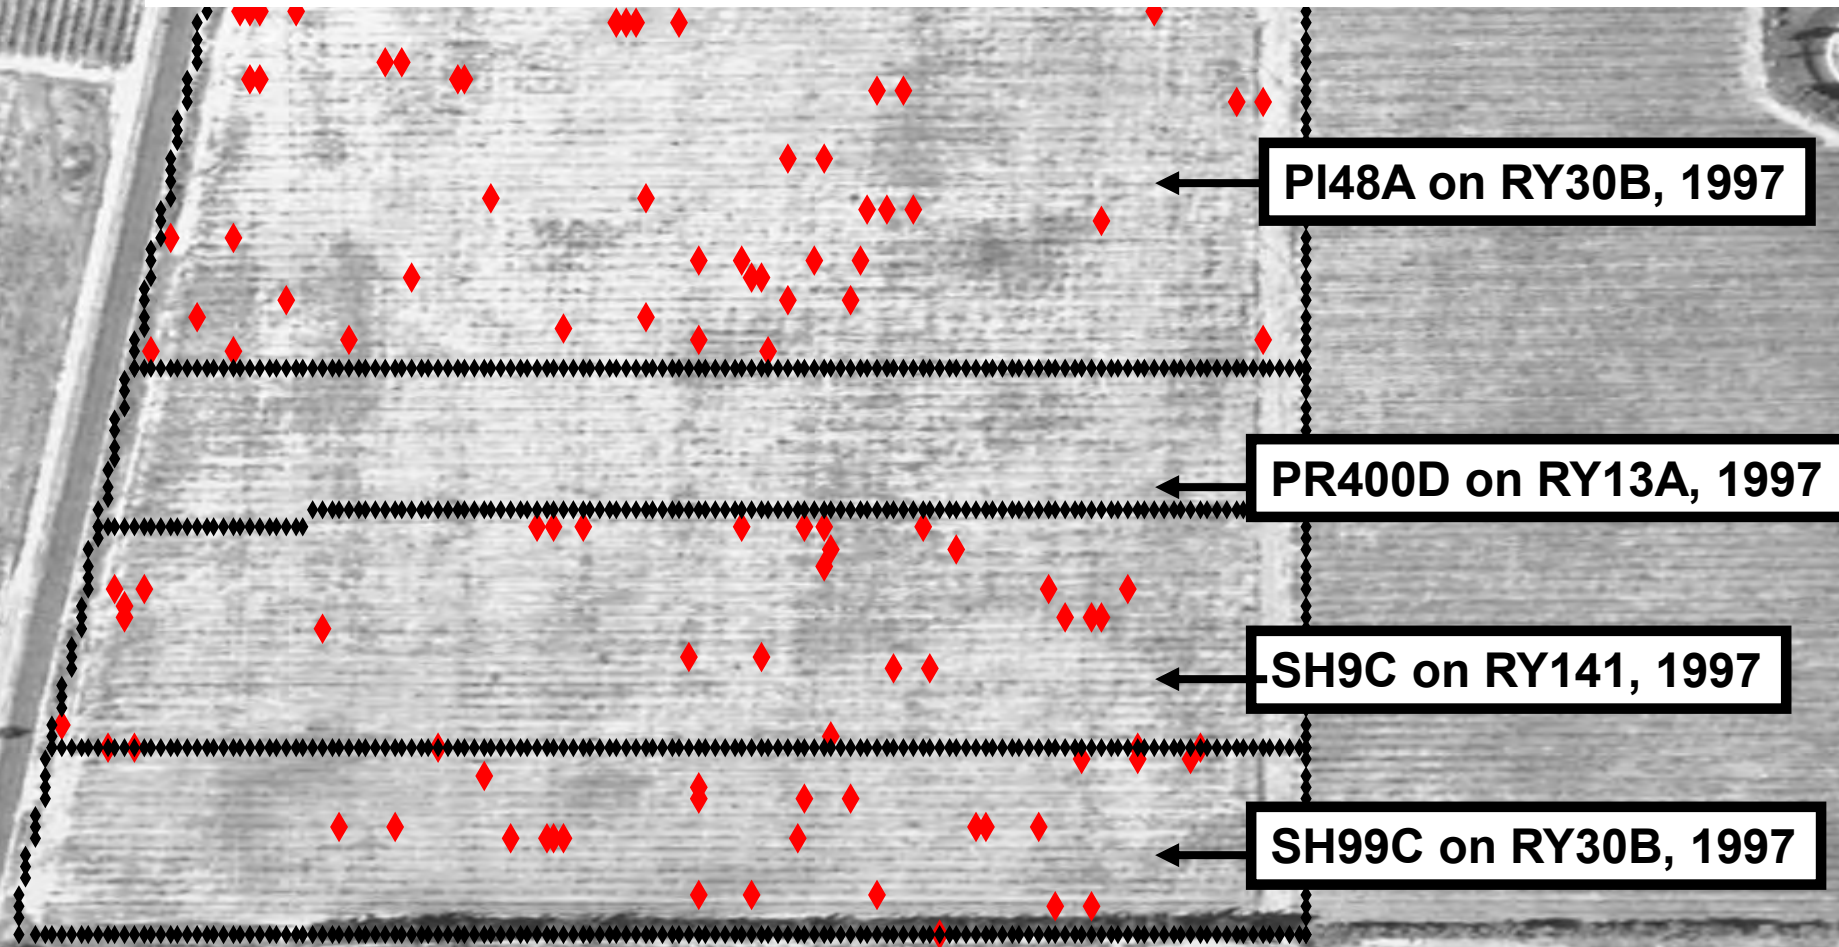 PI48A on RY30B, 1997
PR400D on RY13A, 1997
SH9C on RY141, 1997
SH99C on RY30B, 1997